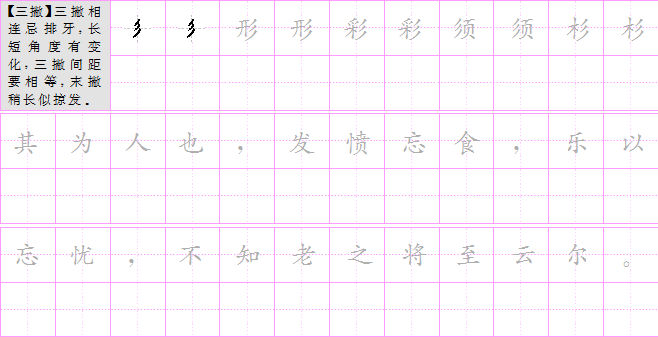 【三撇】三撇相
连忌排牙,长
短角度有变
化,三撇间距
要相等,末撇
稍长似掠发。
彡彡形形彩彩须须杉杉
其为人也，发愤忘食，乐以
忘忧，不知老之将至云尔。